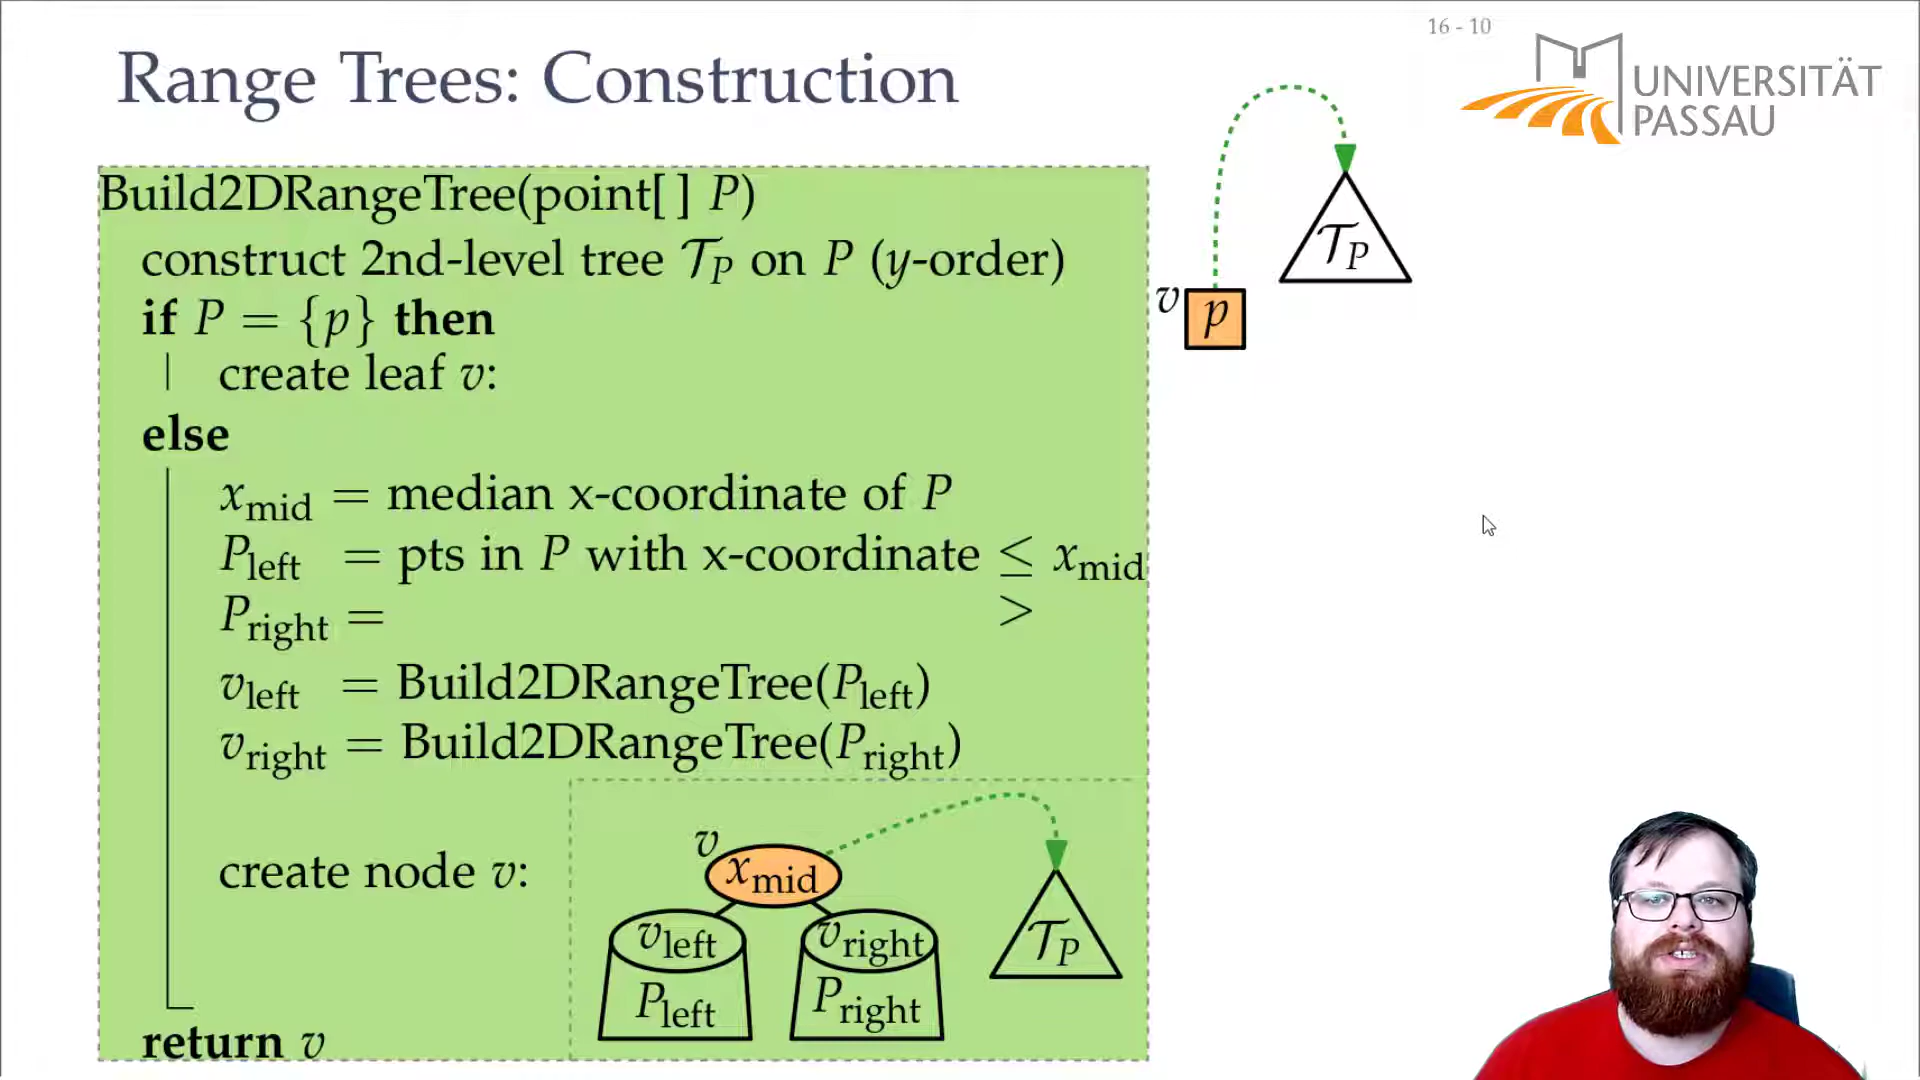 16 - 10
Range Trees: Construction
UNIVERSITÄT
PASSAU
Build2DRangeTree(point[ ] P)
construct 2nd-level tree 𝒯P on P (y-order)
if P = {p} then
create leaf v:
else
xmid = median x-coordinate of P
Pleft = pts in P with x-coordinate ≤ xmid
Pright = >
vleft = Build2DRangeTree(Pleft)
vright = Build2DRangeTree(Pright)
create node v:
return v
v
xmid
vleft
vright
Pleft
Pright
𝒯P
v
p
𝒯P